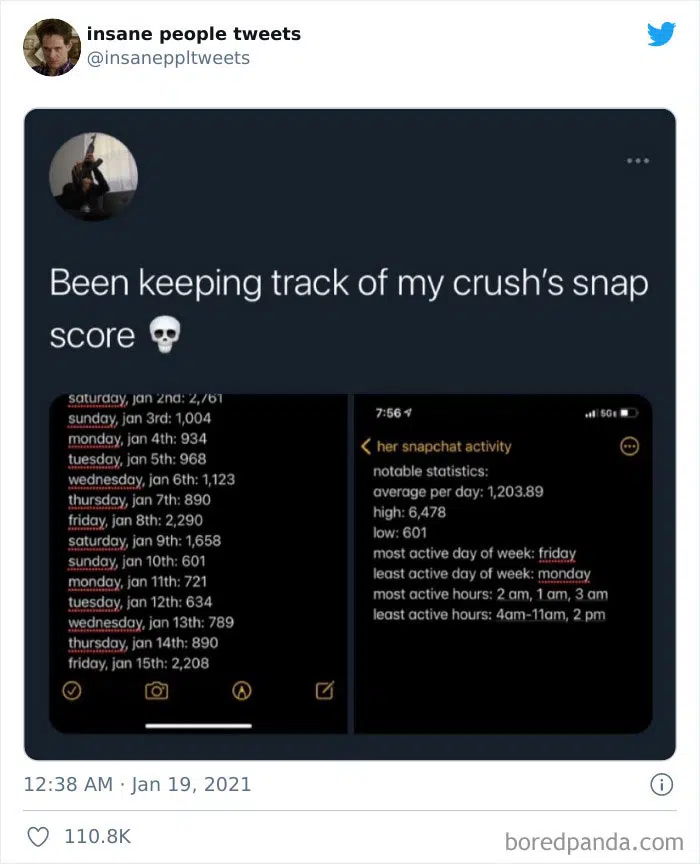 insane people tweets
@insaneppltweets
Been keeping track of my crush's snap
score 💀
saturday, jan 2nd: 2,761
sunday, jan 3rd: 1,004
monday, jan 4th: 934
tuesday, jan 5th: 968
wednesday, jan 6th: 1,123
thursday, jan 7th: 890
friday, jan 8th: 2,290
saturday, jan 9th: 1,658
sunday, jan 10th: 601
monday, jan 11th: 721
tuesday, jan 12th: 634
wednesday, jan 13th: 789
thursday, jan 14th: 890
friday, jan 15th: 2,208
7:56
5G
her snapchat activity
notable statistics:
average per day: 1,203.89
high: 6,478
low: 601
most active day of week: friday
least active day of week: monday
most active hours: 2 am, 1 am, 3 am
least active hours: 4am-11am, 2 pm
12:38 AM · Jan 19, 2021
110.8K
boredpanda.com